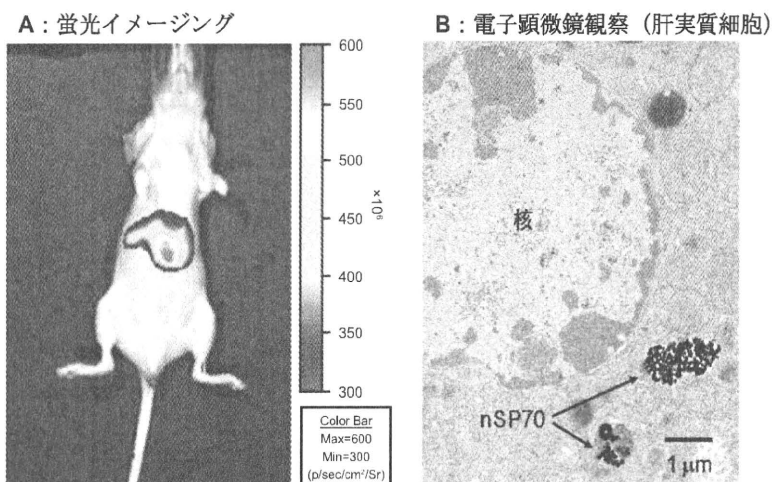 A：蛍光イメージング
600
550
500
450
400
350
300
×10⁶
Color Bar
Max=600
Min=300
(p/sec/cm²/Sr)
B：電子顕微鏡観察（肝実質細胞）
核
nSP70
1 μm